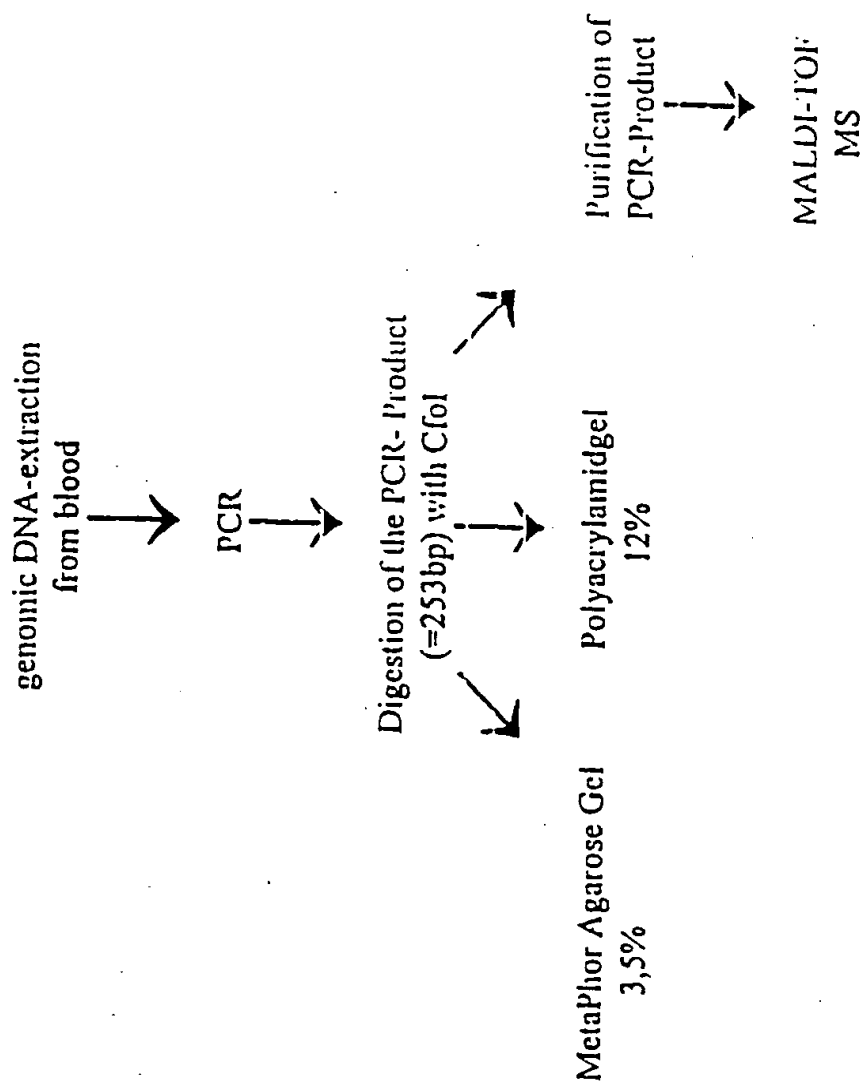 genomic DNA-extraction
from blood
PCR
Digestion of the PCR- Product
(=253bp) with CfoI
MetaPhor Agarose Gel
3,5%
Polyacrylamidgel
12%
Purification of
PCR-Product
MALDI-TOF
MS